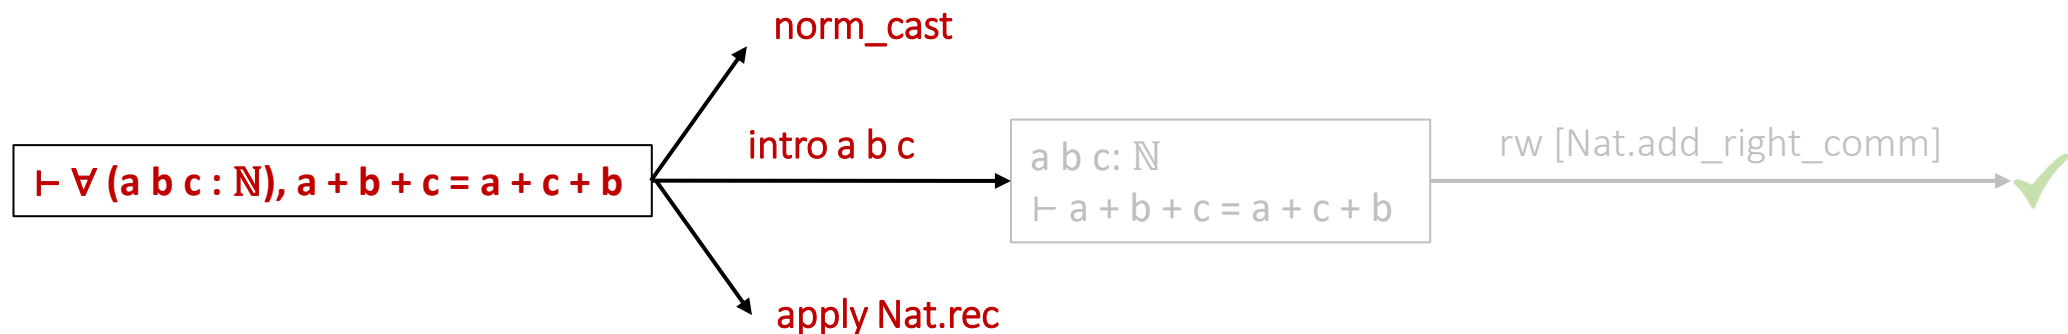 norm_cast
intro a b c
⊢ ∀ (a b c : ℕ), a + b + c = a + c + b
a b c: ℕ
⊢ a + b + c = a + c + b
rw [Nat.add_right_comm]
apply Nat.rec